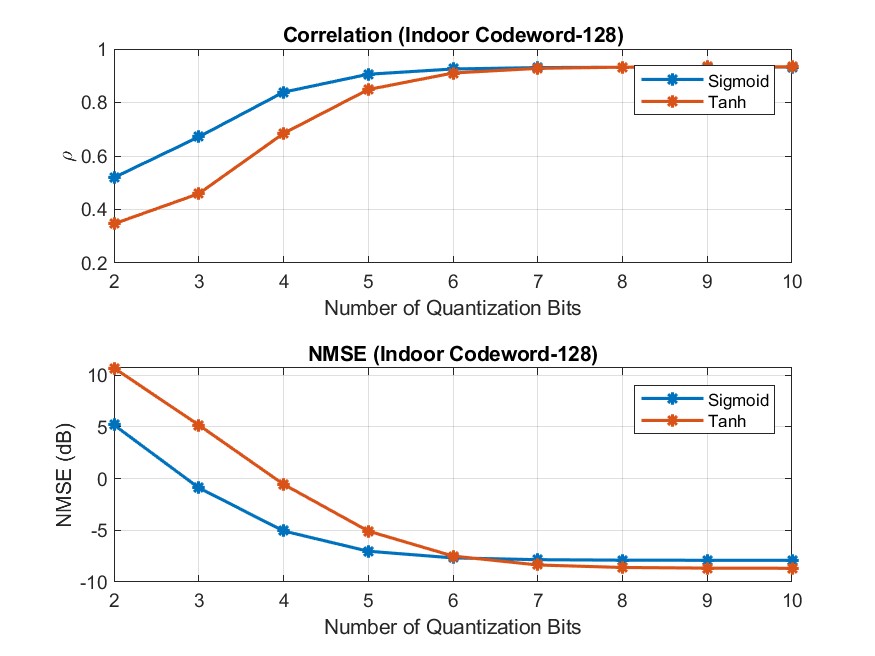 Correlation (Indoor Codeword-128)
1
0.8
0.6
0.4
0.2
ρ
Sigmoid
Tanh
2 3 4 5 6 7 8 9 10
Number of Quantization Bits
NMSE (Indoor Codeword-128)
10
5
0
-5
-10
NMSE (dB)
Sigmoid
Tanh
2 3 4 5 6 7 8 9 10
Number of Quantization Bits